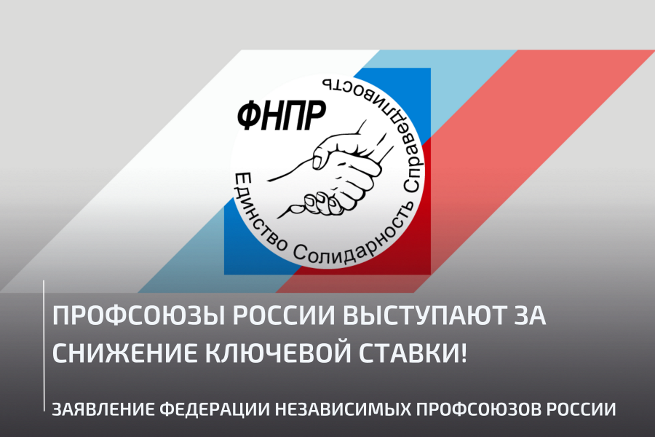 ФНПР
Единство Солидарность Справедливость
ПРОФСОЮЗЫ РОССИИ ВЫСТУПАЮТ ЗА
СНИЖЕНИЕ КЛЮЧЕВОЙ СТАВКИ!
ЗАЯВЛЕНИЕ ФЕДЕРАЦИИ НЕЗАВИСИМЫХ ПРОФСОЮЗОВ РОССИИ